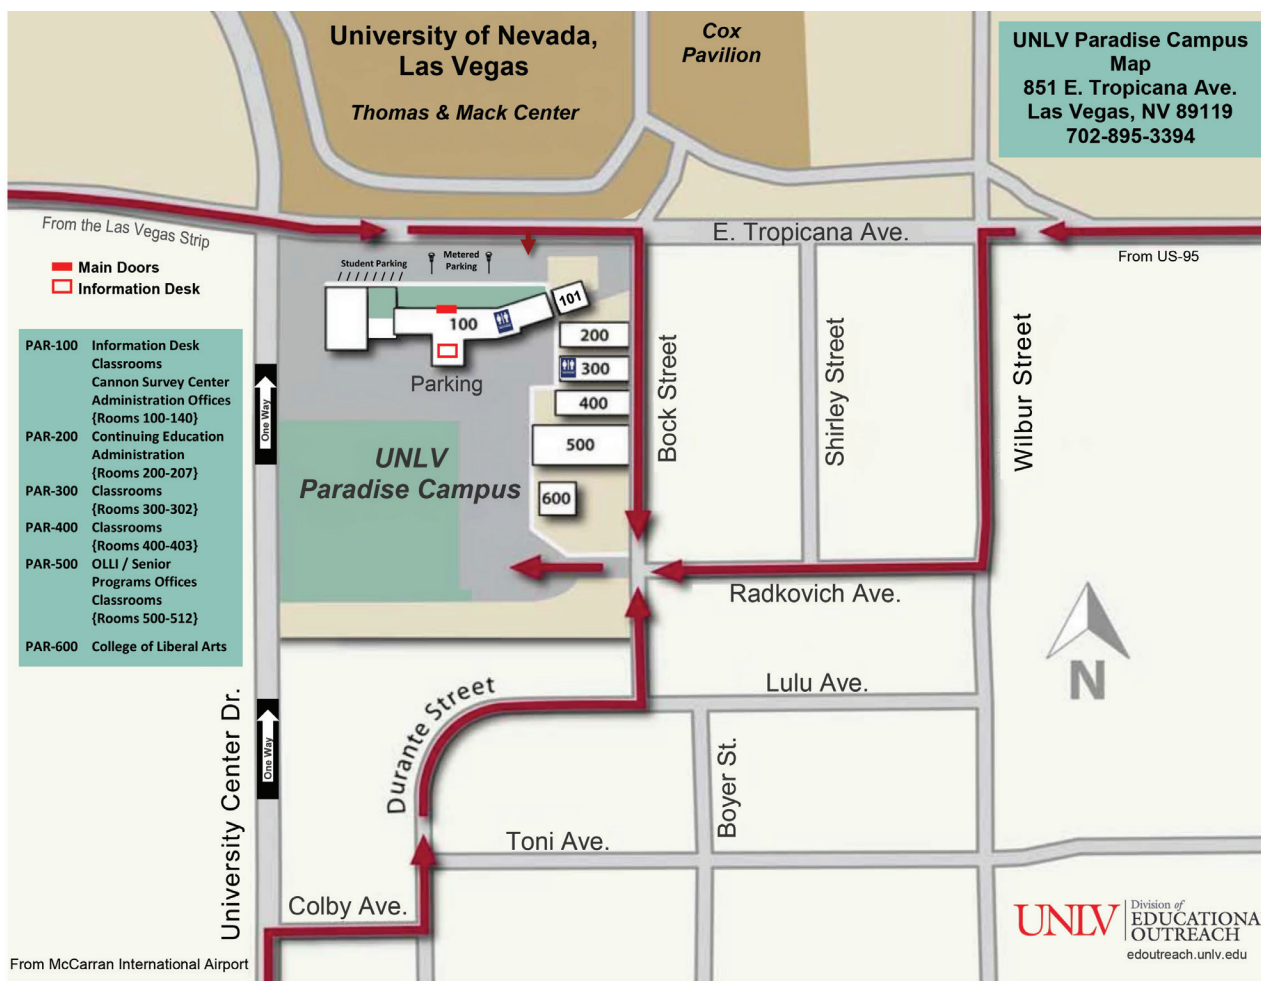 University of Nevada,
Las Vegas
Thomas & Mack Center
Cox
Pavilion
UNLV Paradise Campus
Map
851 E. Tropicana Ave.
Las Vegas, NV 89119
702-895-3394
From the Las Vegas Strip
E. Tropicana Ave.
From US-95
Main Doors
Information Desk
Student Parking
Metered
Parking
100
101
200
300
400
500
600
Parking
UNLV
Paradise Campus
PAR-100 Information Desk
Classrooms
Cannon Survey Center
Administration Offices
{Rooms 100-140}
PAR-200 Continuing Education
Administration
{Rooms 200-207}
PAR-300 Classrooms
{Rooms 300-302}
PAR-400 Classrooms
{Rooms 400-403}
PAR-500 OLLI / Senior
Programs Offices
Classrooms
{Rooms 500-512}
PAR-600 College of Liberal Arts
One Way
One Way
Bock Street
Shirley Street
Wilbur Street
Radkovich Ave.
N
Lulu Ave.
Durante Street
Boyer St.
University Center Dr.
Toni Ave.
Colby Ave.
From McCarran International Airport
UNLV
Division of
EDUCATIONAL
OUTREACH
edoutreach.unlv.edu